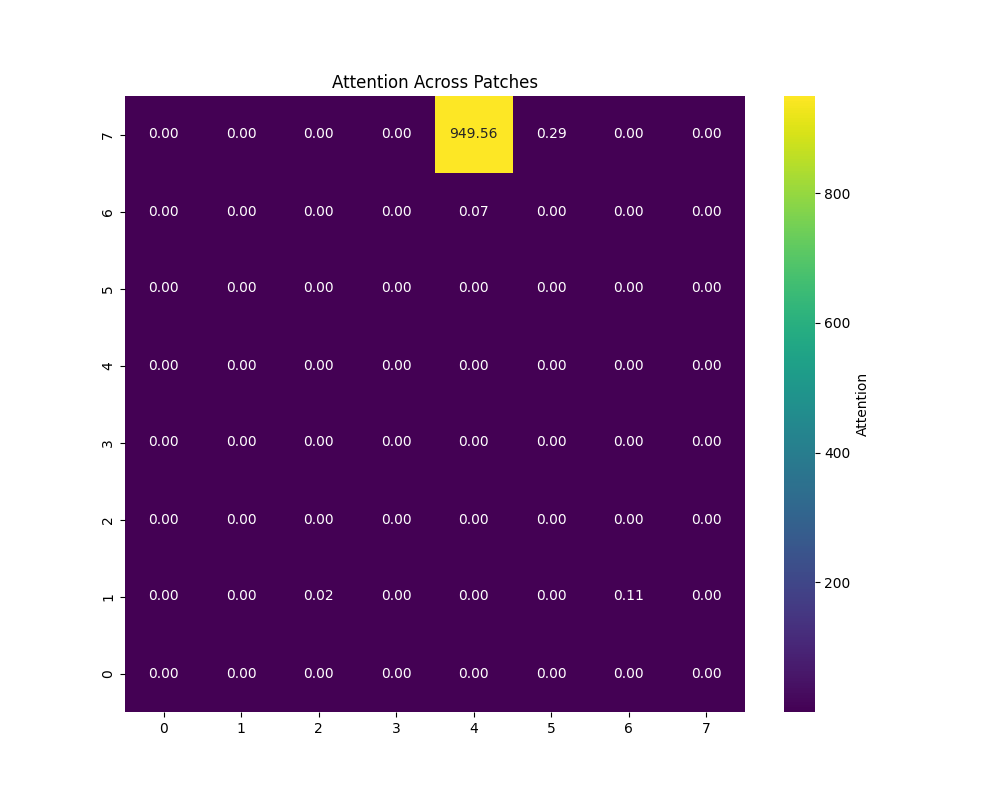 Attention Across Patches
7 0.00 0.00 0.00 0.00 949.56 0.29 0.00 0.00
6 0.00 0.00 0.00 0.00 0.07 0.00 0.00 0.00
5 0.00 0.00 0.00 0.00 0.00 0.00 0.00 0.00
4 0.00 0.00 0.00 0.00 0.00 0.00 0.00 0.00
3 0.00 0.00 0.00 0.00 0.00 0.00 0.00 0.00
2 0.00 0.00 0.00 0.00 0.00 0.00 0.00 0.00
1 0.00 0.00 0.02 0.00 0.00 0.00 0.11 0.00
0 0.00 0.00 0.00 0.00 0.00 0.00 0.00 0.00
0 1 2 3 4 5 6 7
800
600
400
200
Attention